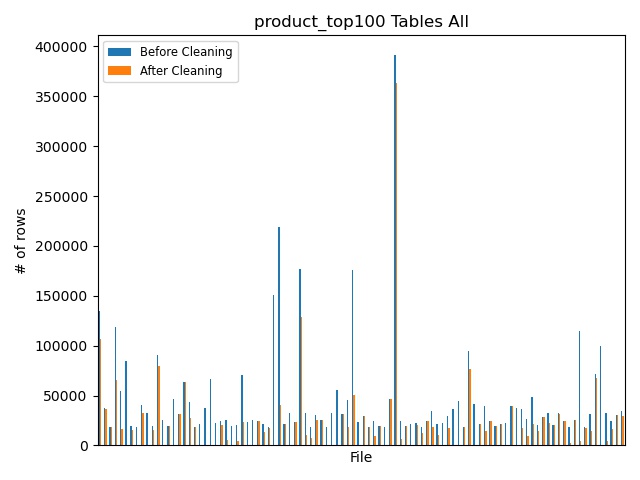 product_top100 Tables All
Before Cleaning
After Cleaning
400000
350000
300000
250000
200000
150000
100000
50000
0
# of rows
File